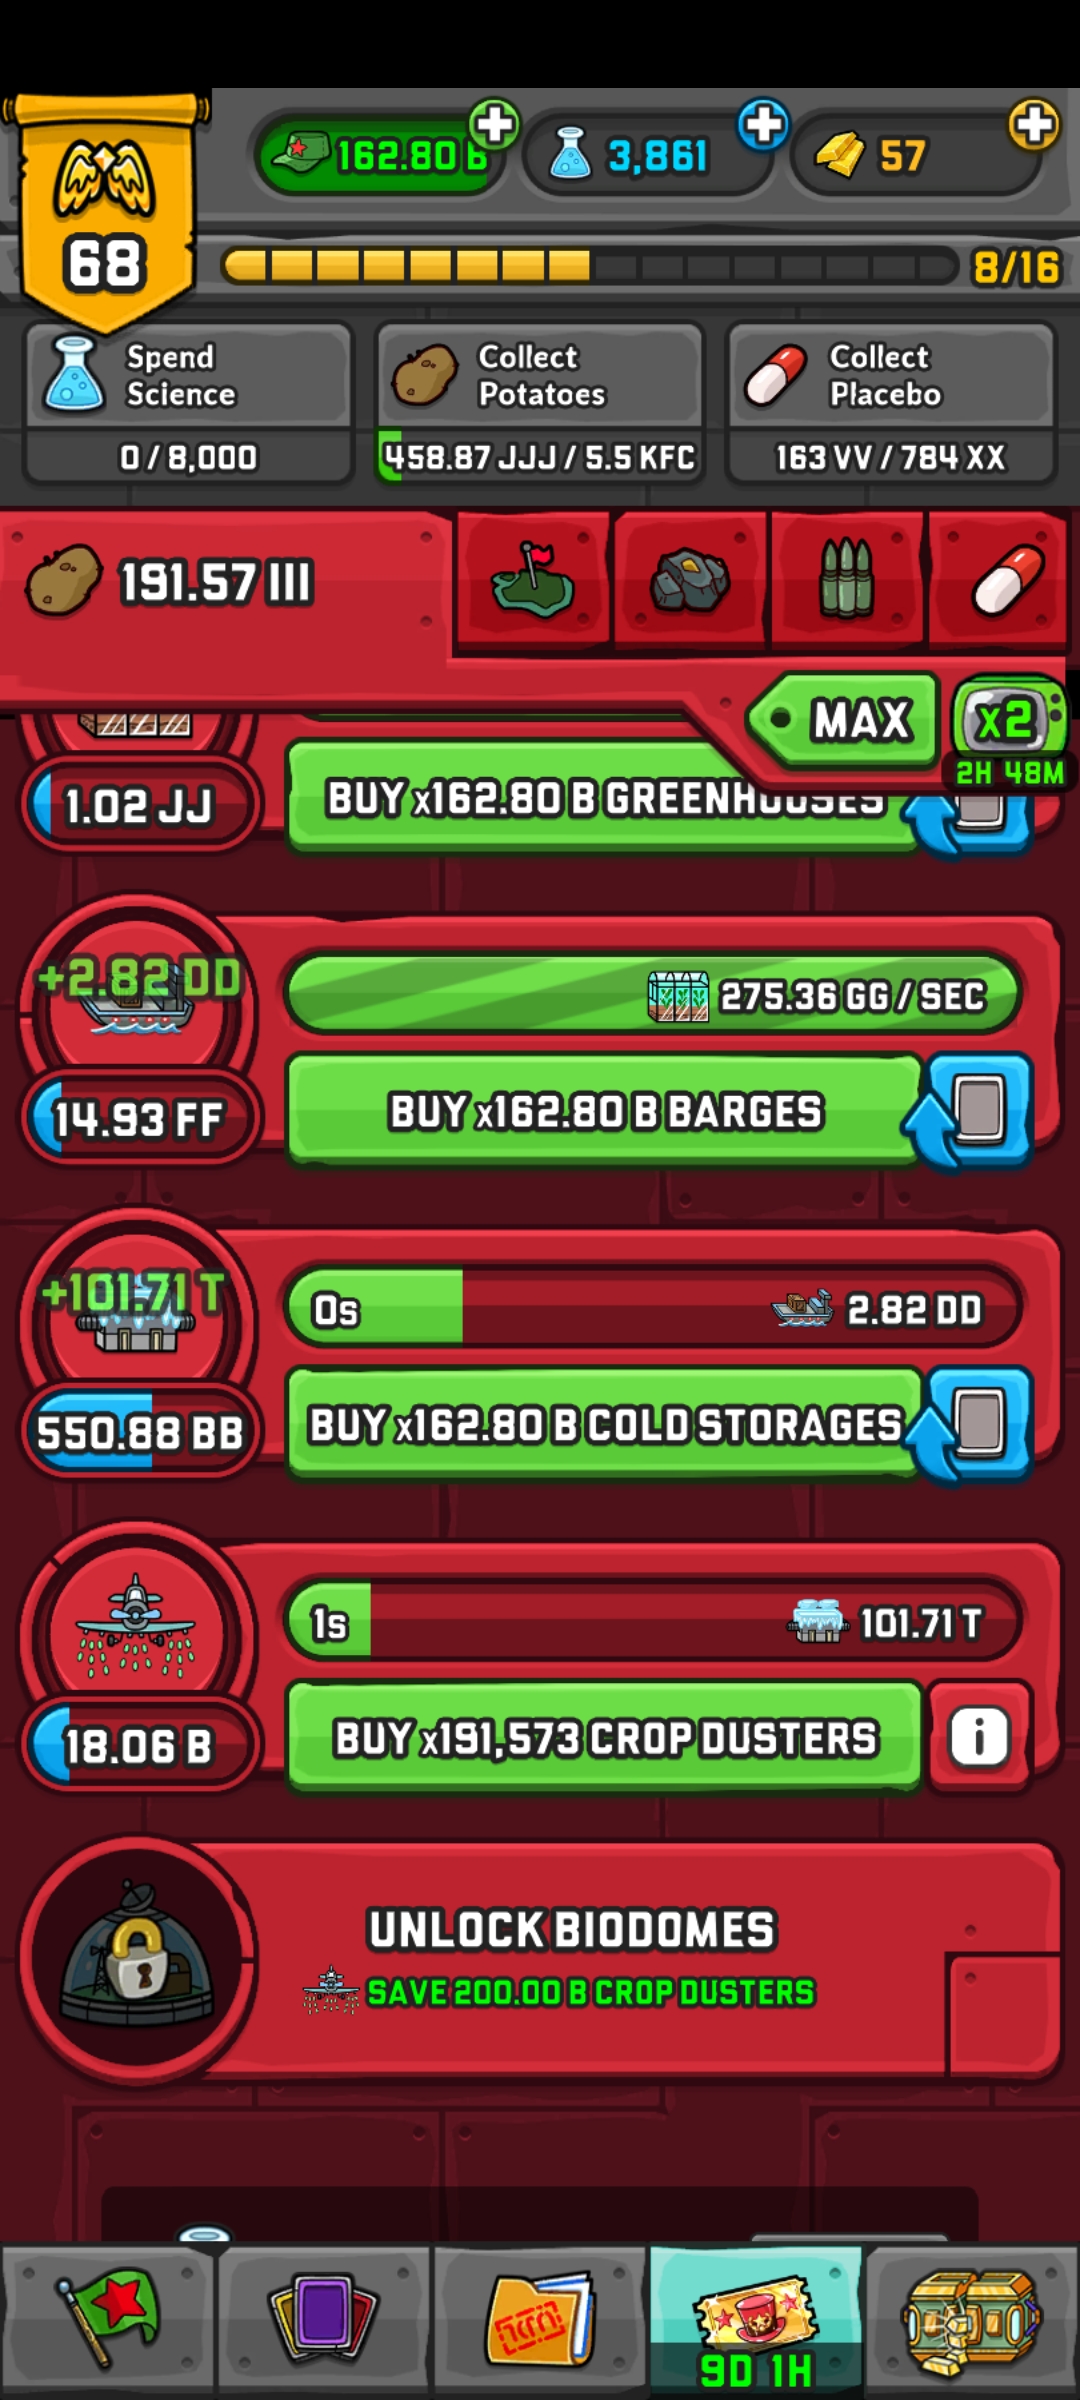 162.80 B
3,861
57
68
8/16
Spend
Science
0 / 8,000
Collect
Potatoes
458.87 JJJ / 5.5 KFC
Collect
Placebo
163 VV / 784 XX
191.57 III
MAX
x2
2H 48M
1.02 JJ
BUY x162.80 B GREENHOUSES
+2.82 DD
275.36 GG / SEC
14.93 FF
BUY x162.80 B BARGES
+101.71 T
0s
2.82 DD
550.88 BB
BUY x162.80 B COLD STORAGES
1s
101.71 T
18.06 B
BUY x191,573 CROP DUSTERS
i
UNLOCK BIODOMES
SAVE 200.00 B CROP DUSTERS
9D 1H